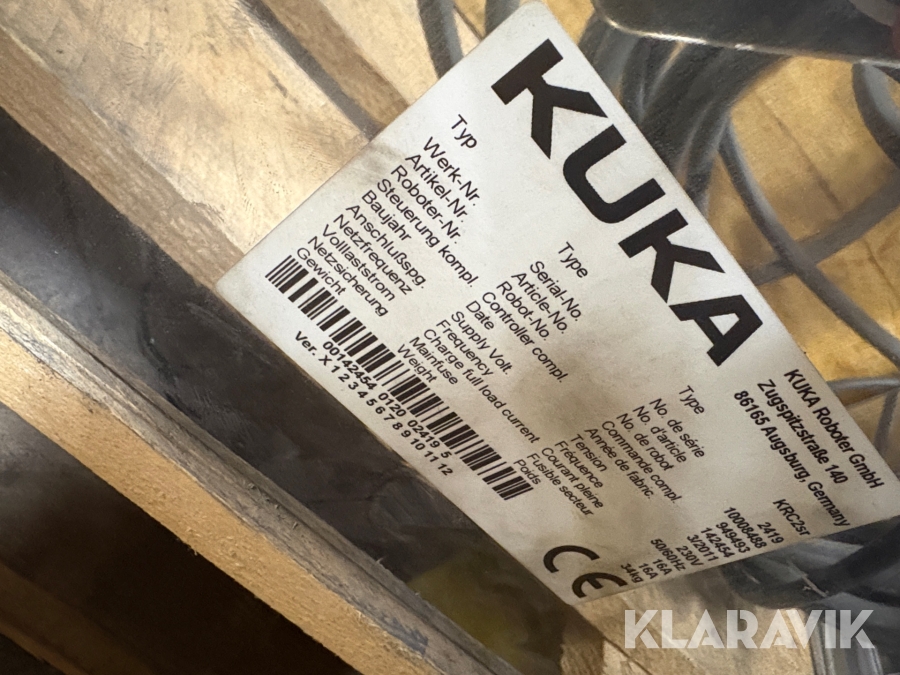 KUKA
KUKA Roboter GmbH
Zugspitzstraße 140
86165 Augsburg, Germany
Typ Type Type KRC2sr
Werk-Nr. Serial-No. No. de série 2419
Artikel-Nr. Article-No. No. d'article 10008488
Roboter-Nr. Robot-No. No. de robot 949493
Steuerung kompl. Controller compl. Commande compl. 142454
Baujahr Date Année de fabric. 3/2011
Anschlußspg Supply Volt. Tension 230V
Netzfrequenz Frequency Fréquence 50/60Hz
Volllaststrom Charge full load current Courant pleine 16A
Netzsicherung Mainfuse Fusible secteur 16A
Gewicht Weight Poids 34kg
00142454 0120 02419 5
Ver. X 1 2 3 4 5 6 7 8 9 10 11 12
CE
KLARAVIK